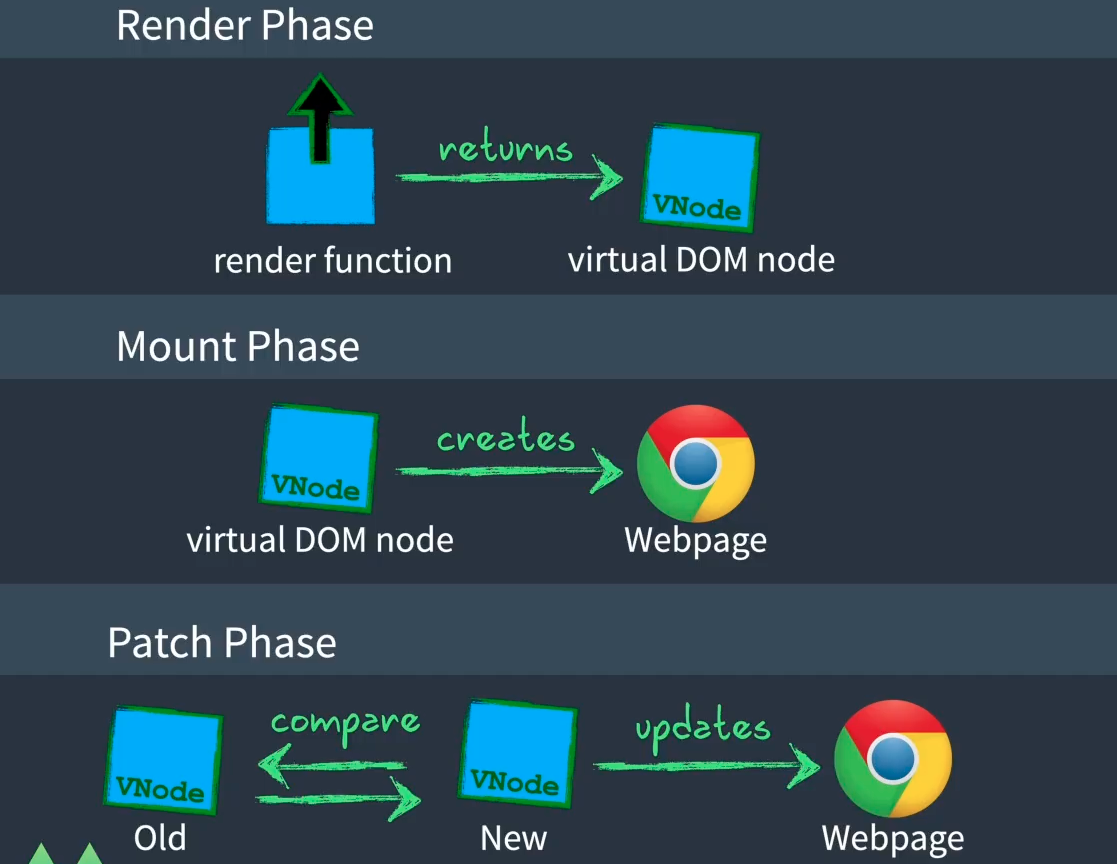 Render Phase
returns
VNode
render function
virtual DOM node
Mount Phase
creates
VNode
virtual DOM node
Webpage
Patch Phase
compare
updates
VNode
VNode
Old
New
Webpage